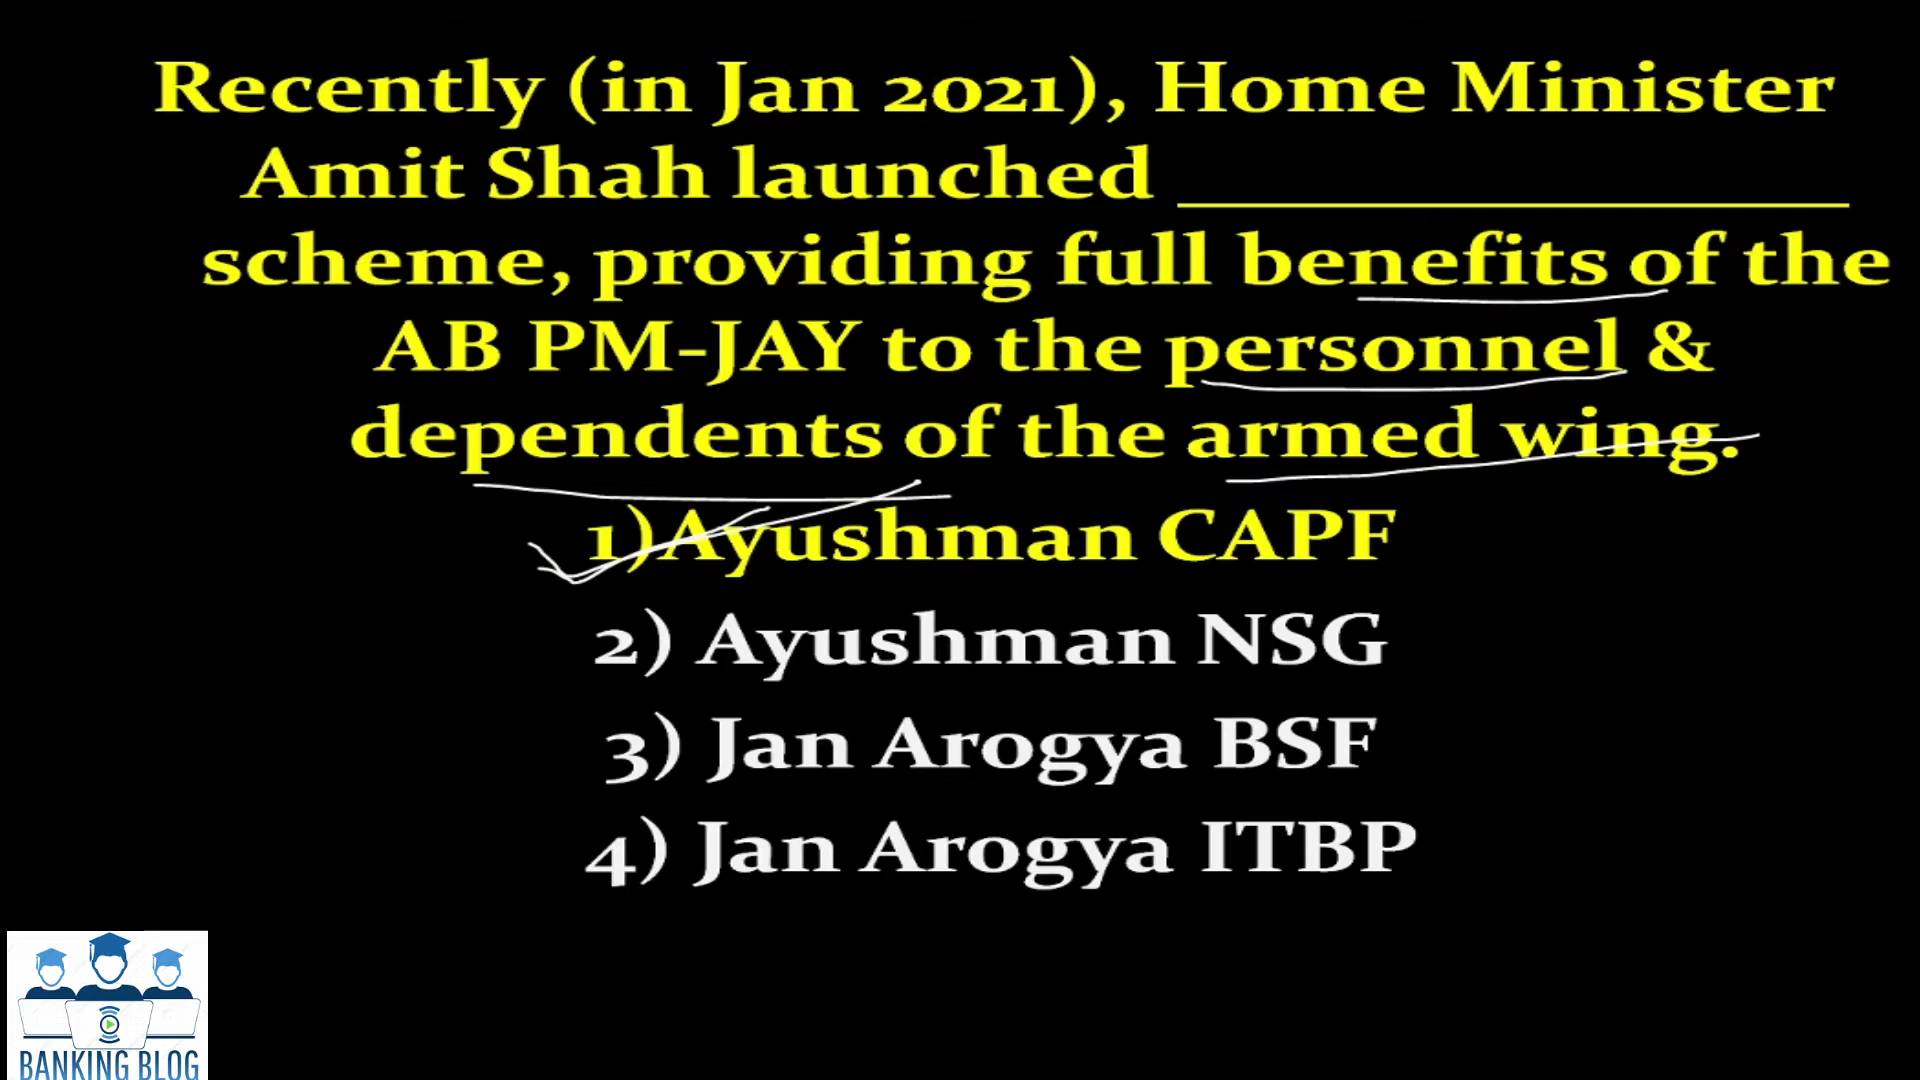 Recently (in Jan 2021), Home Minister
Amit Shah launched __________________
scheme, providing full benefits of the
AB PM-JAY to the personnel &
dependents of the armed wing.
1)Ayushman CAPF
2) Ayushman NSG
3) Jan Arogya BSF
4) Jan Arogya ITBP
BANKING BLOG